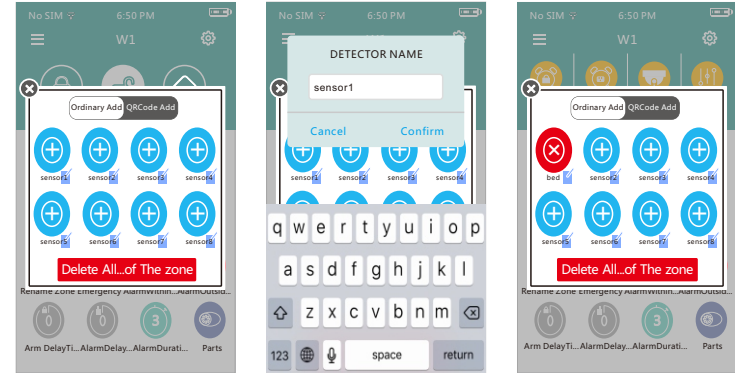 No SIM 6:50 PM
W1
Ordinary Add QRCode Add
sensor1 sensor2 sensor3 sensor4
sensor5 sensor6 sensor7 sensor8
Delete All...of The zone
Rename Zone Emergency AlarmWithin...AlarmOutsid...
0 0 3
Arm DelayTi...AlarmDelay...AlarmDurati... Parts
No SIM 6:50 PM
W1
DETECTOR NAME
sensor1
Cancel Confirm
sensor1 sensor2 sensor3 sensor4
q w e r t y u i o p
a s d f g h j k l
z x c v b n m
123 space return
No SIM 6:50 PM
W1
Ordinary Add QRCode Add
bed sensor2 sensor3 sensor4
sensor5 sensor6 sensor7 sensor8
Delete All...of The zone
Rename Zone Emergency AlarmWithin...AlarmOutsid...
0 0 3
Arm DelayTi...AlarmDelay...AlarmDurati... Parts